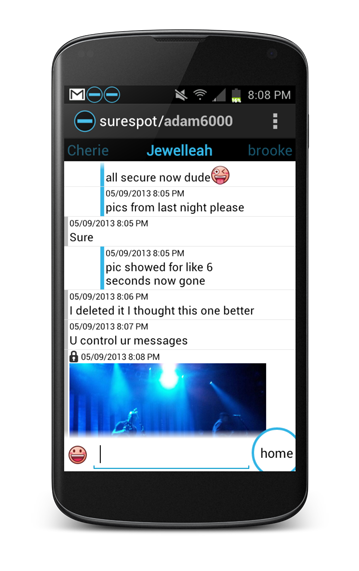 8:08 PM
surespot/adam6000
Cherie Jewelleah brooke
all secure now dude
05/09/2013 8:05 PM
pics from last night please
05/09/2013 8:05 PM
Sure
05/09/2013 8:05 PM
pic showed for like 6
seconds now gone
05/09/2013 8:06 PM
I deleted it I thought this one better
05/09/2013 8:07 PM
U control ur messages
05/09/2013 8:08 PM
home